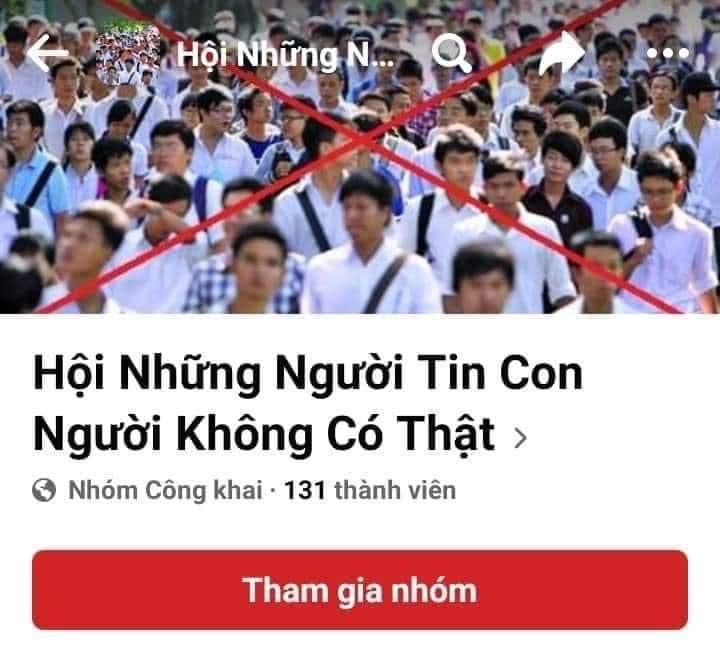 Hội Những N...
Hội Những Người Tin Con
Người Không Có Thật
Nhóm Công khai · 131 thành viên
Tham gia nhóm